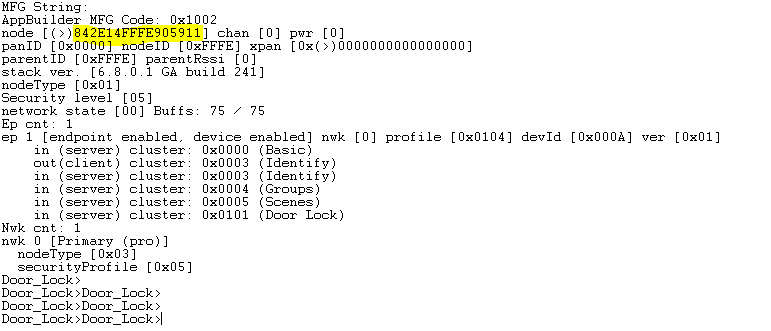 MFG String:
AppBuilder MFG Code: 0x1002
node [(>)842E14FFFE905911] chan [0] pwr [0]
panID [0x0000] nodeID [0xFFFE] xpan [0x(>)0000000000000000]
parentID [0xFFFE] parentRssi [0]
stack ver. [6.8.0.1 GA build 241]
nodeType [0x01]
Security level [05]
network state [00] Buffs: 75 / 75
Ep cnt: 1
ep 1 [endpoint enabled, device enabled] nwk [0] profile [0x0104] devId [0x000A] ver [0x01]
in (server) cluster: 0x0000 (Basic)
out(client) cluster: 0x0003 (Identify)
in (server) cluster: 0x0003 (Identify)
in (server) cluster: 0x0004 (Groups)
in (server) cluster: 0x0005 (Scenes)
in (server) cluster: 0x0101 (Door Lock)
Nwk cnt: 1
nwk 0 [Primary (pro)]
nodeType [0x03]
securityProfile [0x05]
Door_Lock>
Door_Lock>Door_Lock>
Door_Lock>Door_Lock>
Door_Lock>Door_Lock>